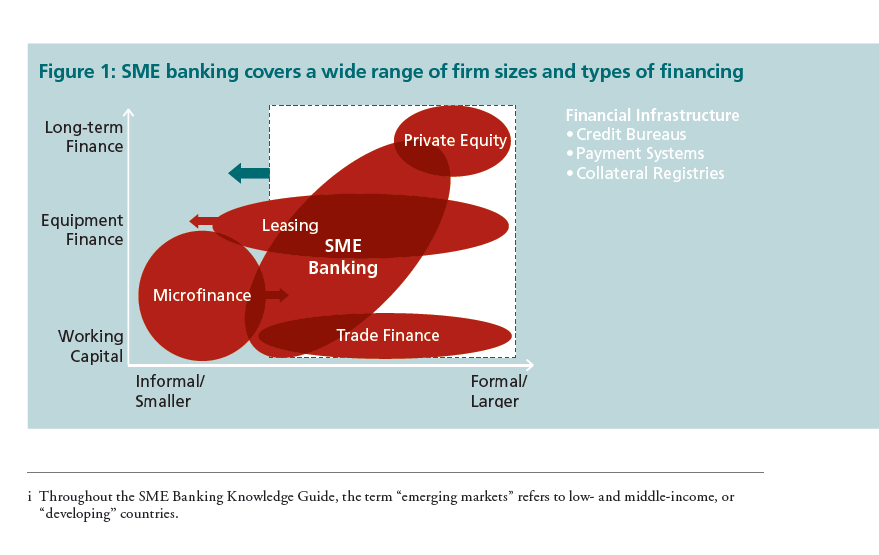 Figure 1: SME banking covers a wide range of firm sizes and types of financing
Long-term
Finance
Equipment
Finance
Working
Capital
Private Equity
Leasing
SME
Banking
Microfinance
Trade Finance
Informal/
Smaller
Formal/
Larger
Financial Infrastructure
•Credit Bureaus
•Payment Systems
•Collateral Registries
i Throughout the SME Banking Knowledge Guide, the term “emerging markets” refers to low- and middle-income, or
“developing” countries.